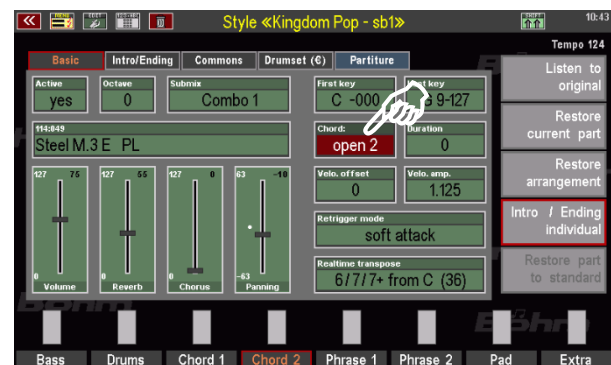 MENU EDIT Style «Kingdom Pop - sb1» SHIFT 10:43
Tempo 124
Basic Intro/Ending Commons Drumset (€) Partiture
Listen to
original
Active Octave Submix First key
yes 0 Combo 1 C -000 G 9-127
Restore
current part
114:049 Chord: Duration
Steel M.3 E PL open 2 0
Restore
arrangement
127 75 127 55 127 0 63 -10 Velo. offset Velo. amp.
0 1.125
Intro / Ending
individual
Retrigger mode
soft attack
Restore part
to standard
Realtime transpose
6/7/7+ from C (36)
0 0 0 -63
Volume Reverb Chorus Panning
Böhm
Bass Drums Chord 1 Chord 2 Phrase 1 Phrase 2 Pad Extra